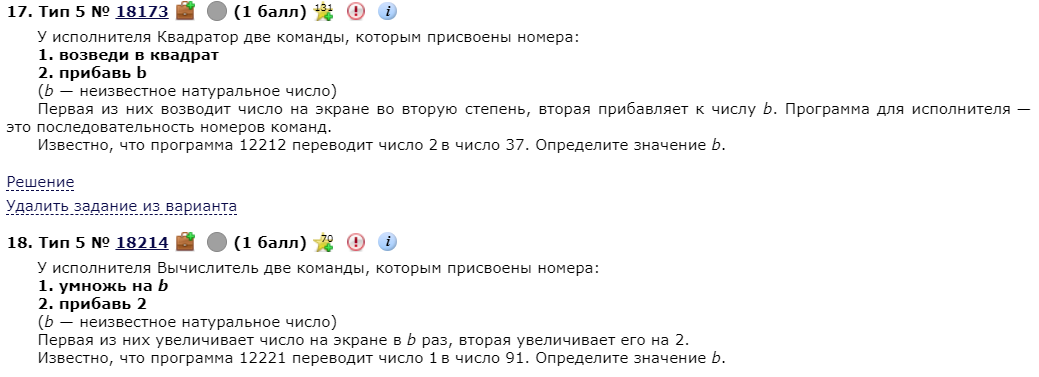 17. Тип 5 № 18173 (1 балл) 131 i
У исполнителя Квадратор две команды, которым присвоены номера:
1. возведи в квадрат
2. прибавь b
(b — неизвестное натуральное число)
Первая из них возводит число на экране во вторую степень, вторая прибавляет к числу b. Программа для исполнителя —
это последовательность номеров команд.
Известно, что программа 12212 переводит число 2 в число 37. Определите значение b.
Решение
Удалить задание из варианта
18. Тип 5 № 18214 (1 балл) 70 i
У исполнителя Вычислитель две команды, которым присвоены номера:
1. умножь на b
2. прибавь 2
(b — неизвестное натуральное число)
Первая из них увеличивает число на экране в b раз, вторая увеличивает его на 2.
Известно, что программа 12221 переводит число 1 в число 91. Определите значение b.